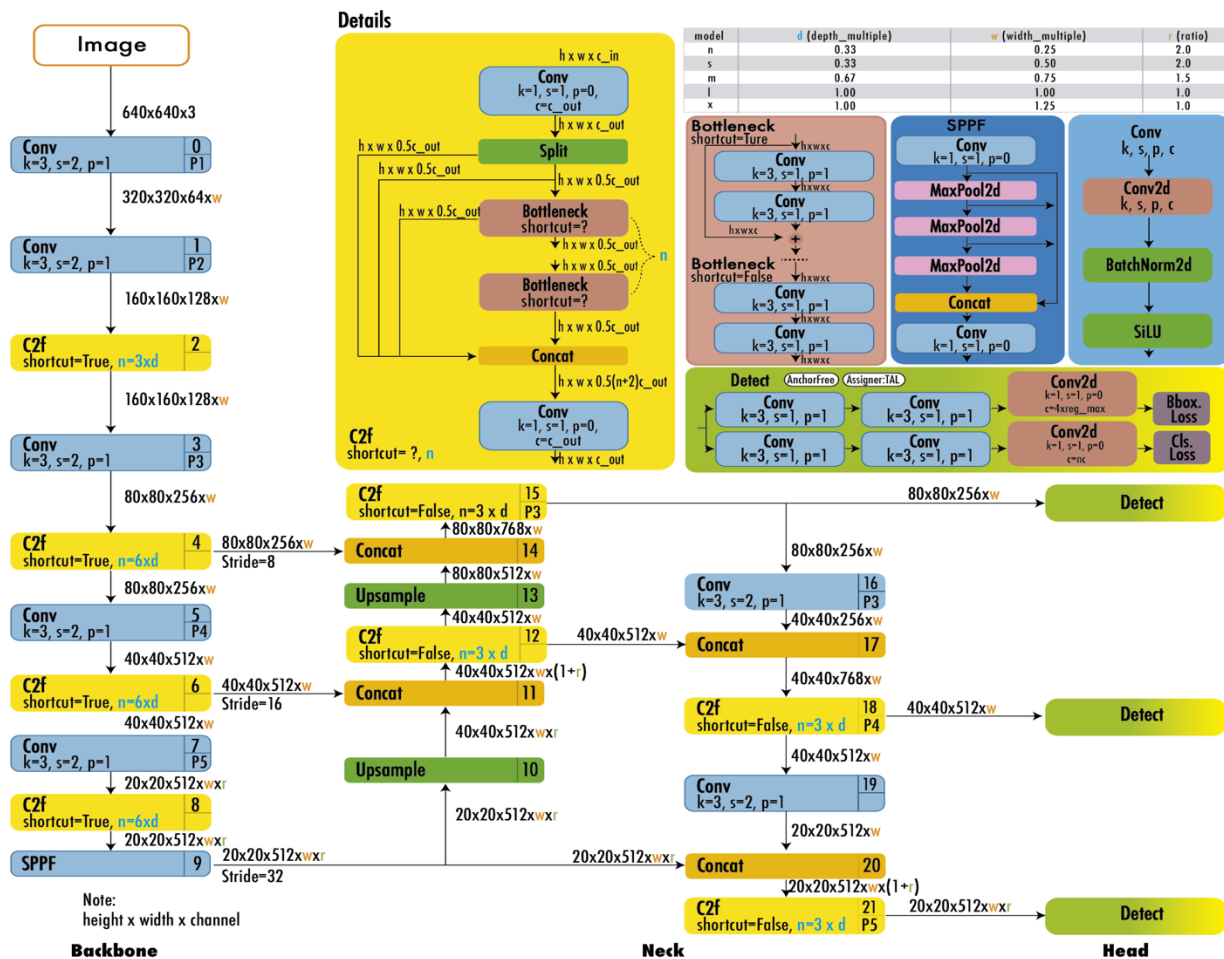 Image
640x640x3
Conv
k=3, s=2, p=1
0
P1
320x320x64xw
Conv
k=3, s=2, p=1
1
P2
160x160x128xw
C2f
shortcut=True, n=3xd
2
160x160x128xw
Conv
k=3, s=2, p=1
3
P3
80x80x256xw
C2f
shortcut=True, n=6xd
4
80x80x256xw
Stride=8
80x80x256xw
Conv
k=3, s=2, p=1
5
P4
40x40x512xw
C2f
shortcut=True, n=6xd
6
40x40x512xw
Stride=16
40x40x512xw
Conv
k=3, s=2, p=1
7
P5
20x20x512xwxr
C2f
shortcut=True, n=6xd
8
20x20x512xwxr
SPPF
9
20x20x512xwxr
Stride=32
Note:
height x width x channel
Backbone
Details
h x w x c_in
Conv
k=1, s=1, p=0,
c=c_out
h x w x c_out
h x w x 0.5c_out
Split
h x w x 0.5c_out
h x w x 0.5c_out
h x w x 0.5c_out
Bottleneck
shortcut=?
h x w x 0.5c_out
n
h x w x 0.5c_out
Bottleneck
shortcut=?
h x w x 0.5c_out
Concat
h x w x 0.5(n+2)c_out
Conv
k=1, s=1, p=0,
c=c_out
C2f
shortcut= ?, n
h x w x c_out
model d (depth_multiple) w (width_multiple) r (ratio)
n 0.33 0.25 2.0
s 0.33 0.50 2.0
m 0.67 0.75 1.5
l 1.00 1.00 1.0
x 1.00 1.25 1.0
Bottleneck
shortcut=Ture
hxwxc
Conv
k=3, s=1, p=1
hxwxc
Conv
k=3, s=1, p=1
hxwxc
+
Bottleneck
shortcut=False
hxwxc
Conv
k=3, s=1, p=1
hxwxc
Conv
k=3, s=1, p=1
hxwxc
SPPF
Conv
k=1, s=1, p=0
MaxPool2d
MaxPool2d
MaxPool2d
Concat
Conv
k=1, s=1, p=0
Conv
k, s, p, c
Conv2d
k, s, p, c
BatchNorm2d
SiLU
Detect
AnchorFree
Assigner:TAL
Conv
k=3, s=1, p=1
Conv
k=3, s=1, p=1
Conv2d
k=1, s=1, p=0
c=4xreg_max
Bbox.
Loss
Conv
k=3, s=1, p=1
Conv
k=3, s=1, p=1
Conv2d
k=1, s=1, p=0
c=nc
Cls.
Loss
C2f
shortcut=False, n=3 x d
15
P3
80x80x256xw
Detect
80x80x768xw
Concat
14
80x80x512xw
Upsample
13
40x40x512xw
C2f
shortcut=False, n=3 x d
12
40x40x512xw
40x40x512xwx(1+r)
Concat
11
40x40x512xwxr
Upsample
10
20x20x512xwxr
80x80x256xw
Conv
k=3, s=2, p=1
16
P3
40x40x256xw
Concat
17
40x40x768xw
C2f
shortcut=False, n=3 x d
18
P4
40x40x512xw
Detect
40x40x512xw
Conv
k=3, s=2, p=1
19
20x20x512xw
20x20x512xwxr
Concat
20
20x20x512xwx(1+r)
C2f
shortcut=False, n=3 x d
21
P5
20x20x512xwxr
Detect
Neck
Head